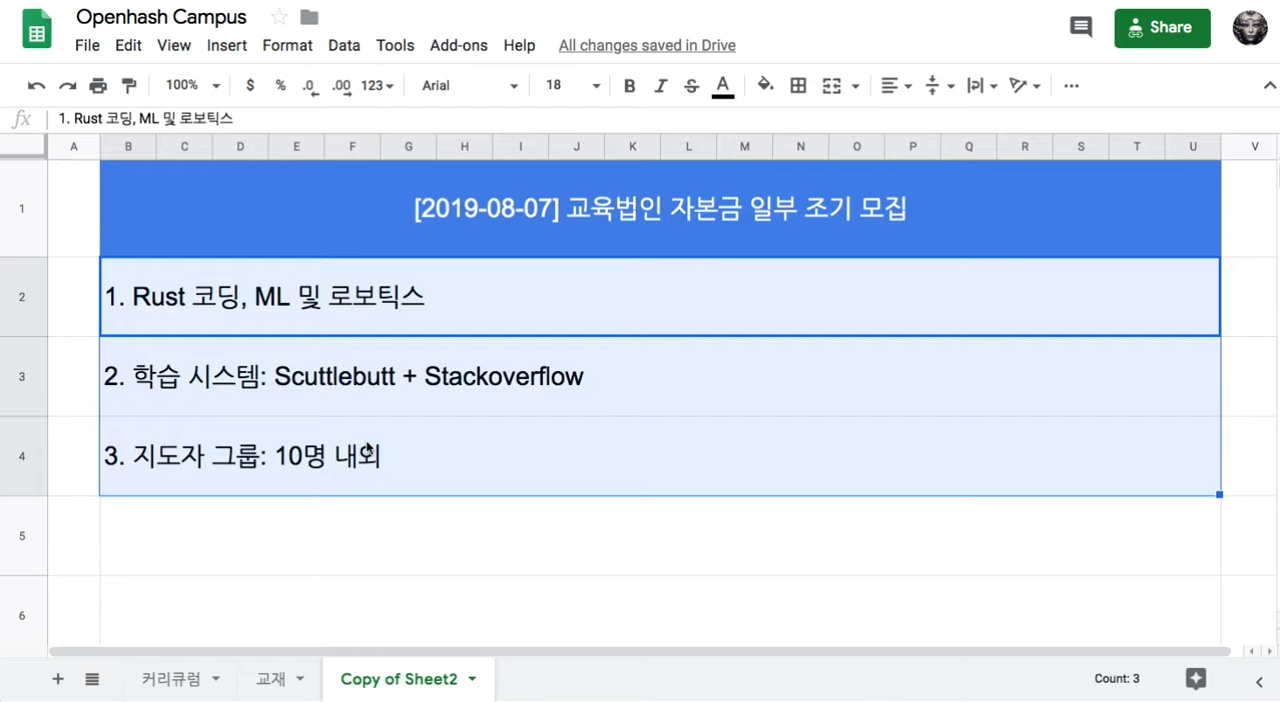 Openhash Campus
File Edit View Insert Format Data Tools Add-ons Help All changes saved in Drive
Share
100% $ % .0 .00 123 Arial 18 B I S A
fx 1. Rust 코딩, ML 및 로보틱스
A B C D E F G H I J K L M N O P Q R S T U V
1 [2019-08-07] 교육법인 자본금 일부 조기 모집
2 1. Rust 코딩, ML 및 로보틱스
3 2. 학습 시스템: Scuttlebutt + Stackoverflow
4 3. 지도자 그룹: 10명 내외
5
6
커리큐럼 교재 Copy of Sheet2 Count: 3